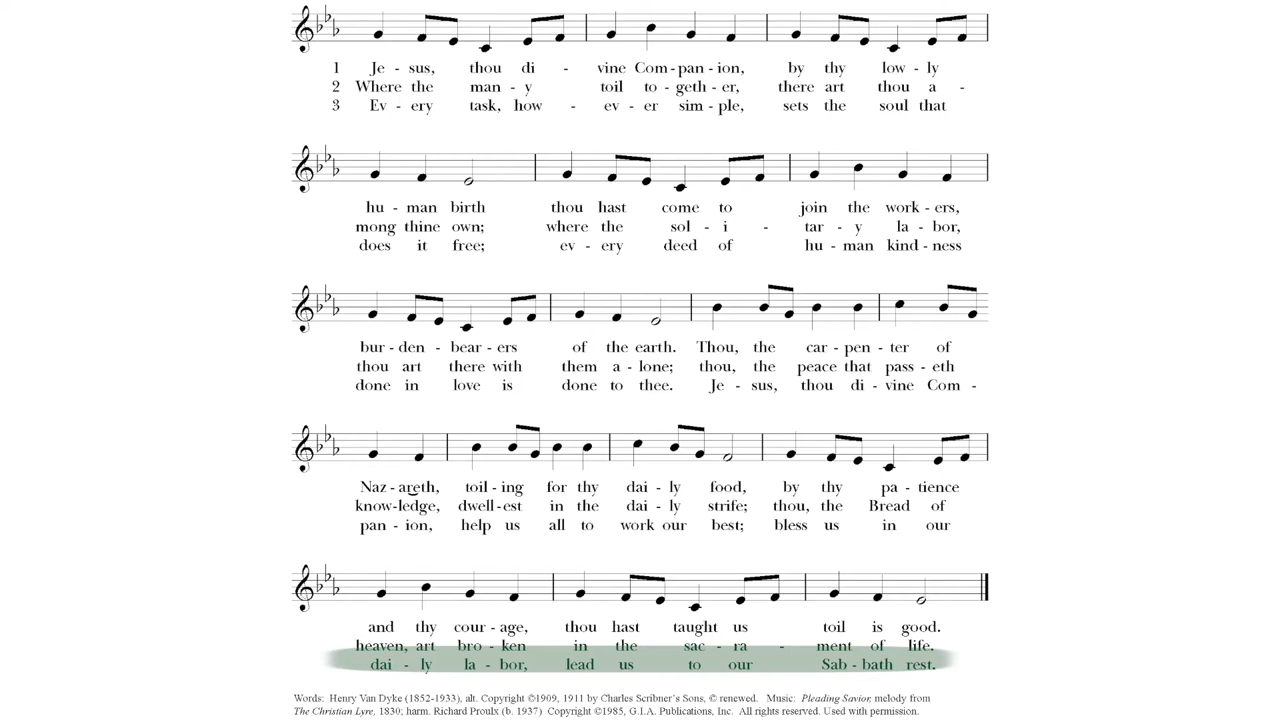 1 Je - sus, thou di - vine Com - pan - ion, by thy low - ly
2 Where the man - y toil to - geth - er, there art thou a -
3 Ev - ery task, how - ev - er sim - ple, sets the soul that
hu - man birth thou hast come to join the work - ers,
mong thine own; where the sol - i - tar - y la - bor,
does it free; ev - ery deed of hu - man kind - ness
bur - den - bear - ers of the earth. Thou, the car - pen - ter of
thou art there with them a - lone; thou, the peace that pass - eth
done in love is done to thee. Je - sus, thou di - vine Com -
Naz - areth, toil - ing for thy dai - ly food, by thy pa - tience
know - ledge, dwell - est in the dai - ly strife; thou, the Bread of
pan - ion, help us all to work our best; bless us in our
and thy cour - age, thou hast taught us toil is good.
heaven, art bro - ken in the sac - ra - ment of life.
dai - ly la - bor, lead us to our Sab - bath rest.
Words: Henry Van Dyke (1852-1933), alt. Copyright ©1909, 1911 by Charles Scribner's Sons, © renewed. Music: Pleading Savior, melody from
The Christian Lyre, 1830; harm. Richard Proulx (b. 1937) Copyright ©1985, G.I.A. Publications, Inc. All rights reserved. Used with permission.